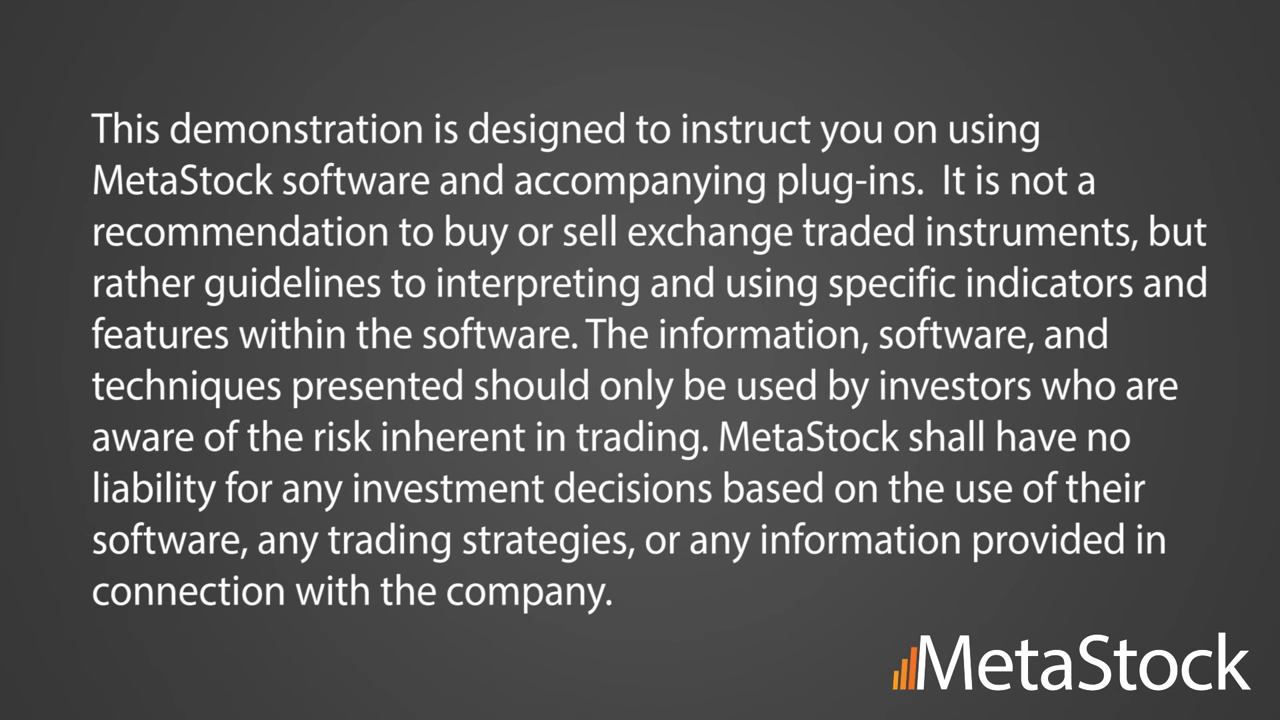 This demonstration is designed to instruct you on using
MetaStock software and accompanying plug-ins.  It is not a
recommendation to buy or sell exchange traded instruments, but
rather guidelines to interpreting and using specific indicators and
features within the software. The information, software, and
techniques presented should only be used by investors who are
aware of the risk inherent in trading. MetaStock shall have no
liability for any investment decisions based on the use of their
software, any trading strategies, or any information provided in
connection with the company.
MetaStock